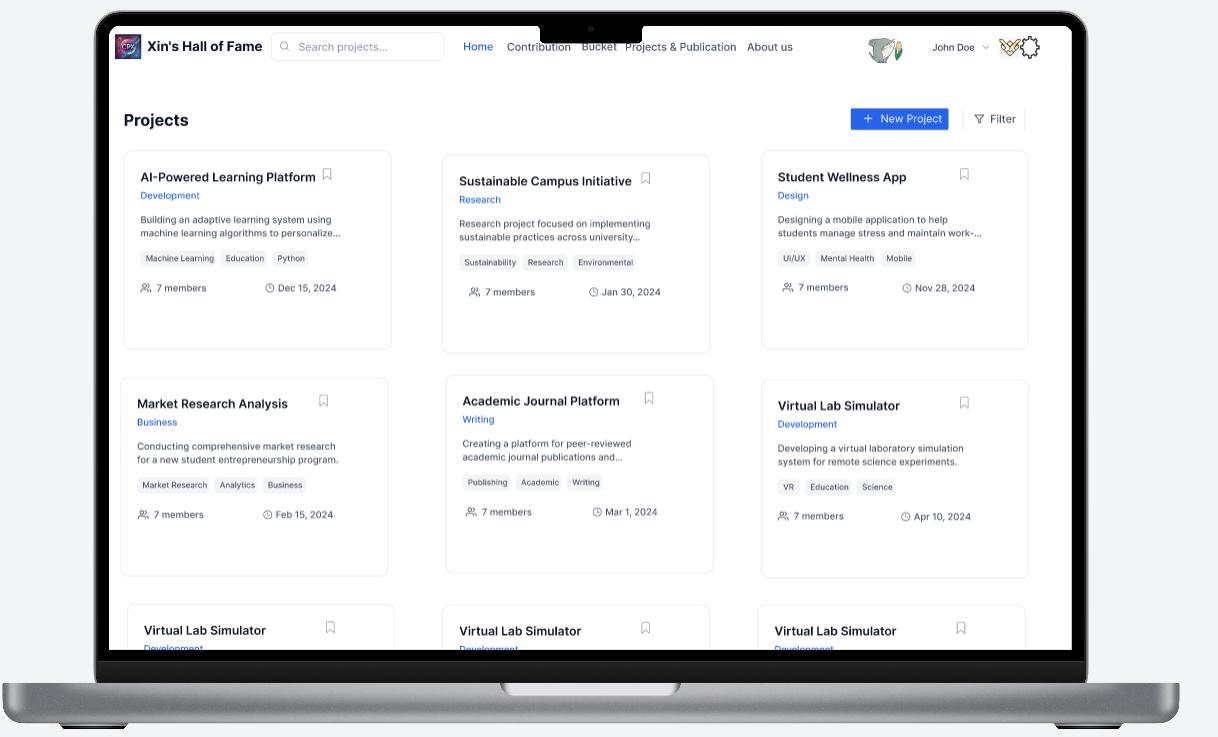 CPX
Xin's Hall of Fame
Search projects...
Home
Contribution
Bucket
Projects & Publication
About us
John Doe
Projects
+ New Project
Filter
AI-Powered Learning Platform
Development
Building an adaptive learning system using
machine learning algorithms to personalize...
Machine Learning
Education
Python
7 members
Dec 15, 2024
Sustainable Campus Initiative
Research
Research project focused on implementing
sustainable practices across university...
Sustainability
Research
Environmental
7 members
Jan 30, 2024
Student Wellness App
Design
Designing a mobile application to help
students manage stress and maintain work-...
UI/UX
Mental Health
Mobile
7 members
Nov 28, 2024
Market Research Analysis
Business
Conducting comprehensive market research
for a new student entrepreneurship program.
Market Research
Analytics
Business
7 members
Feb 15, 2024
Academic Journal Platform
Writing
Creating a platform for peer-reviewed
academic journal publications and...
Publishing
Academic
Writing
7 members
Mar 1, 2024
Virtual Lab Simulator
Development
Developing a virtual laboratory simulation
system for remote science experiments.
VR
Education
Science
7 members
Apr 10, 2024
Virtual Lab Simulator
Development
Virtual Lab Simulator
Development
Virtual Lab Simulator
Development